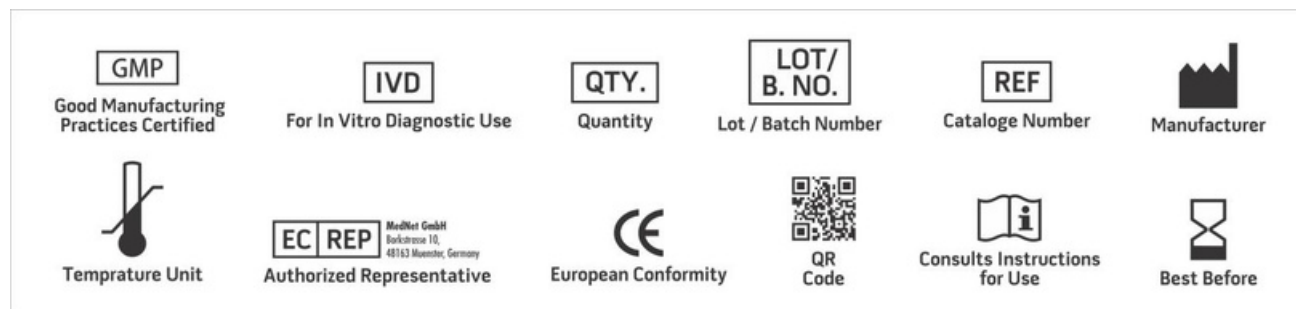 GMP
Good Manufacturing
Practices Certified
IVD
For In Vitro Diagnostic Use
QTY.
Quantity
LOT/
B. NO.
Lot / Batch Number
REF
Cataloge Number
Manufacturer
Temprature Unit
EC REP
MedNet GmbH
Borkstrasse 10,
48163 Muenster, Germany
Authorized Representative
CE
European Conformity
QR
Code
i
Consults Instructions
for Use
Best Before